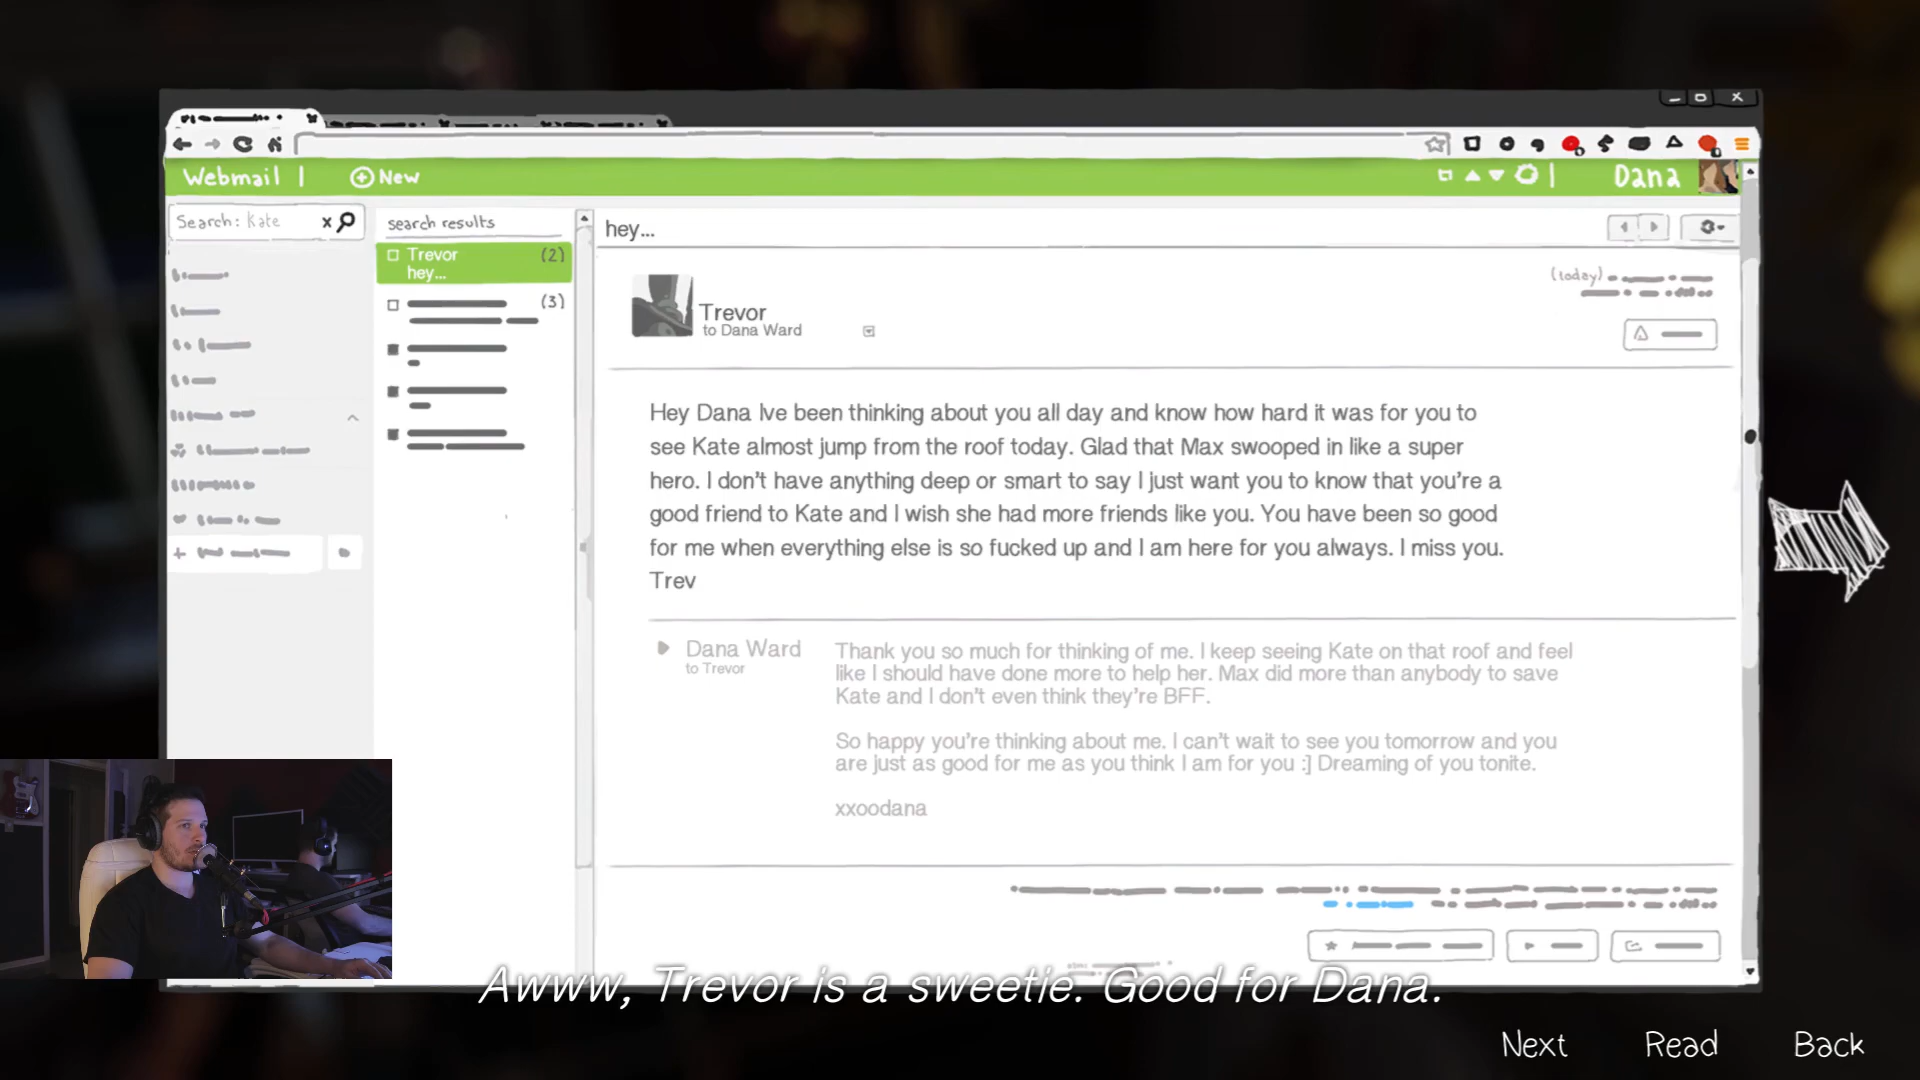 Webmail | New
Dana
Search: Kate x
search results
Trevor (2)
hey...
(3)
hey...
(today)
Trevor
to Dana Ward
Hey Dana Ive been thinking about you all day and know how hard it was for you to
see Kate almost jump from the roof today. Glad that Max swooped in like a super
hero. I don't have anything deep or smart to say I just want you to know that you're a
good friend to Kate and I wish she had more friends like you. You have been so good
for me when everything else is so fucked up and I am here for you always. I miss you.
Trev
Dana Ward
to Trevor
Thank you so much for thinking of me. I keep seeing Kate on that roof and feel
like I should have done more to help her. Max did more than anybody to save
Kate and I don't even think they're BFF.
So happy you're thinking about me. I can't wait to see you tomorrow and you
are just as good for me as you think I am for you :] Dreaming of you tonite.
xxoodana
Awww, Trevor is a sweetie. Good for Dana.
Next Read Back